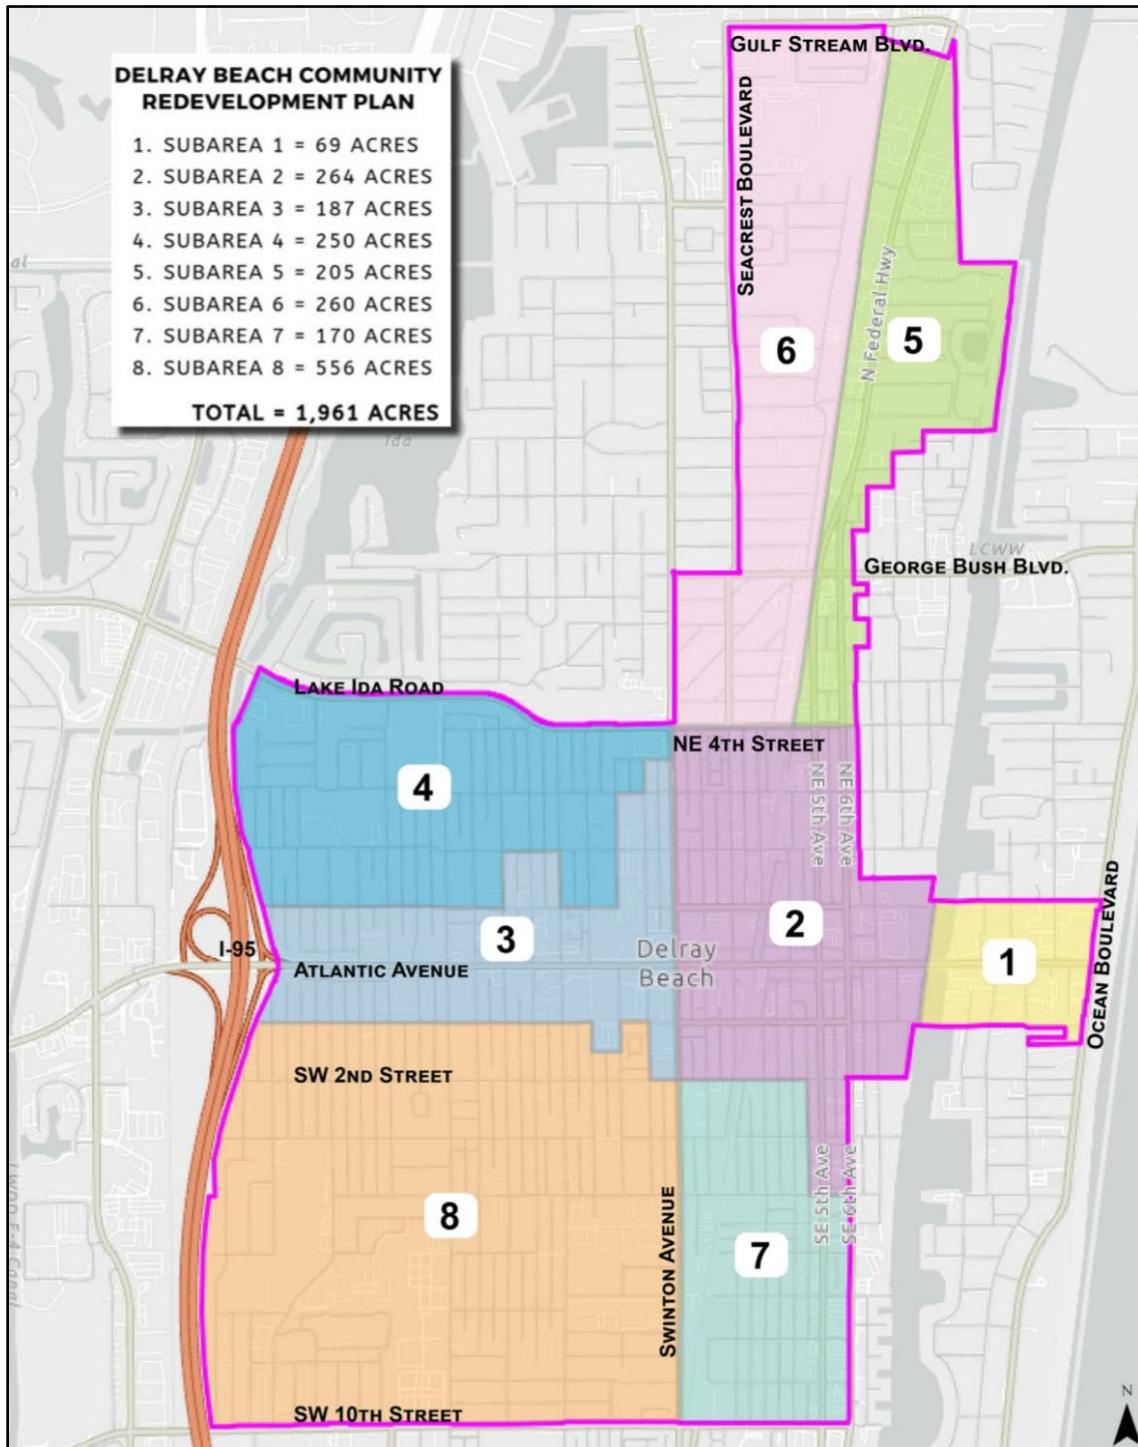 DELRAY BEACH COMMUNITY
REDEVELOPMENT PLAN
1. SUBAREA 1 = 69 ACRES
2. SUBAREA 2 = 264 ACRES
3. SUBAREA 3 = 187 ACRES
4. SUBAREA 4 = 250 ACRES
5. SUBAREA 5 = 205 ACRES
6. SUBAREA 6 = 260 ACRES
7. SUBAREA 7 = 170 ACRES
8. SUBAREA 8 = 556 ACRES
TOTAL = 1,961 ACRES
GULF STREAM BLVD.
SEACREST BOULEVARD
al
Ida
N Federal Hwy
6
5
LCWW
GEORGE BUSH BLVD.
LAKE IDA ROAD
NE 4TH STREET
4
NE 5th Ave
NE 6th Ave
OCEAN BOULEVARD
I-95
3
2
1
Delray
Beach
ATLANTIC AVENUE
SW 2ND STREET
SE 5th Ave
SE 6th Ave
LWDD E-4 Canal
8
SWINTON AVENUE
7
SW 10TH STREET
N